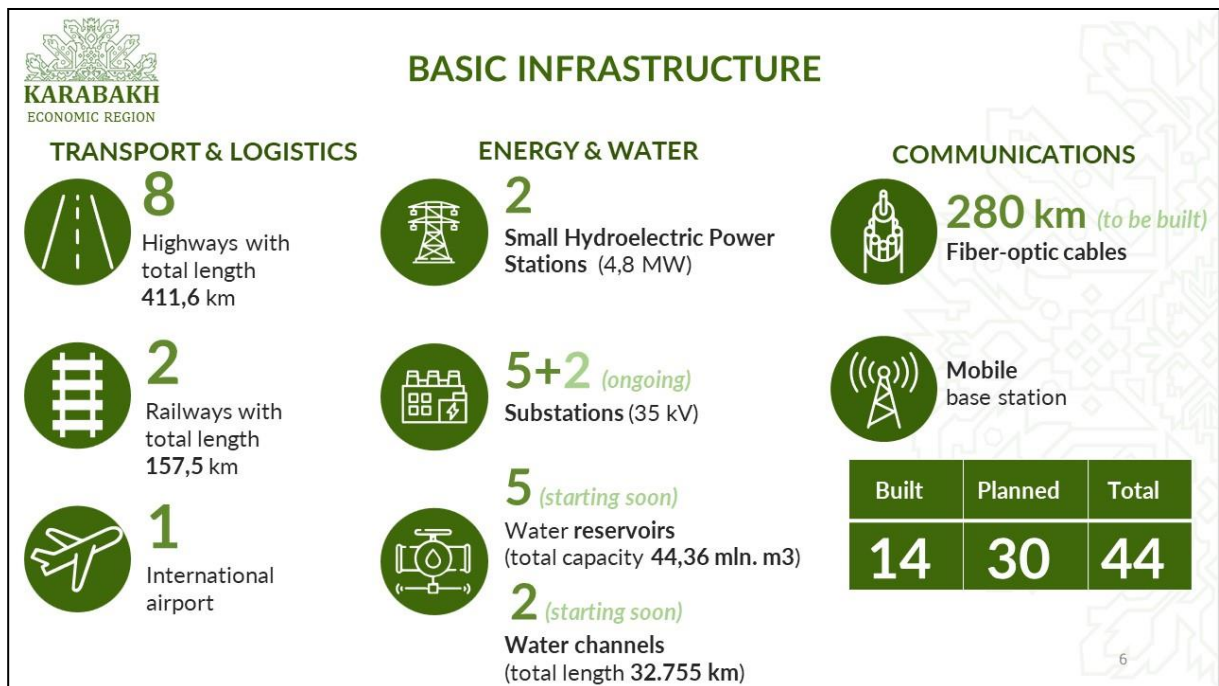 KARABAKH
ECONOMIC REGION
BASIC INFRASTRUCTURE
TRANSPORT & LOGISTICS
8
Highways with
total length
411,6 km
2
Railways with
total length
157,5 km
1
International
airport
ENERGY & WATER
2
Small Hydroelectric Power
Stations (4,8 MW)
5+2 (ongoing)
Substations (35 kV)
5 (starting soon)
Water reservoirs
(total capacity 44,36 mln. m3)
2 (starting soon)
Water channels
(total length 32.755 km)
COMMUNICATIONS
280 km (to be built)
Fiber-optic cables
Mobile
base station
Built Planned Total
14 30 44
6